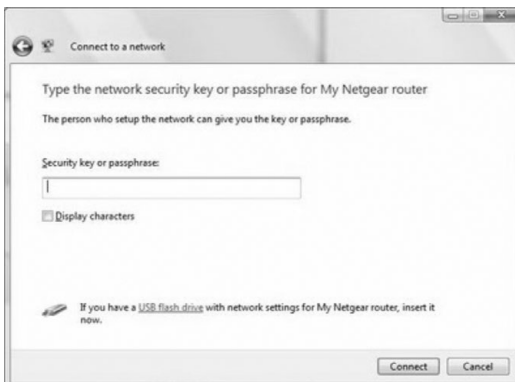 Connect to a network
Type the network security key or passphrase for My Netgear router
The person who setup the network can give you the key or passphrase.
Security key or passphrase:
Display characters
If you have a USB flash drive with network settings for My Netgear router, insert it
now.
Connect Cancel